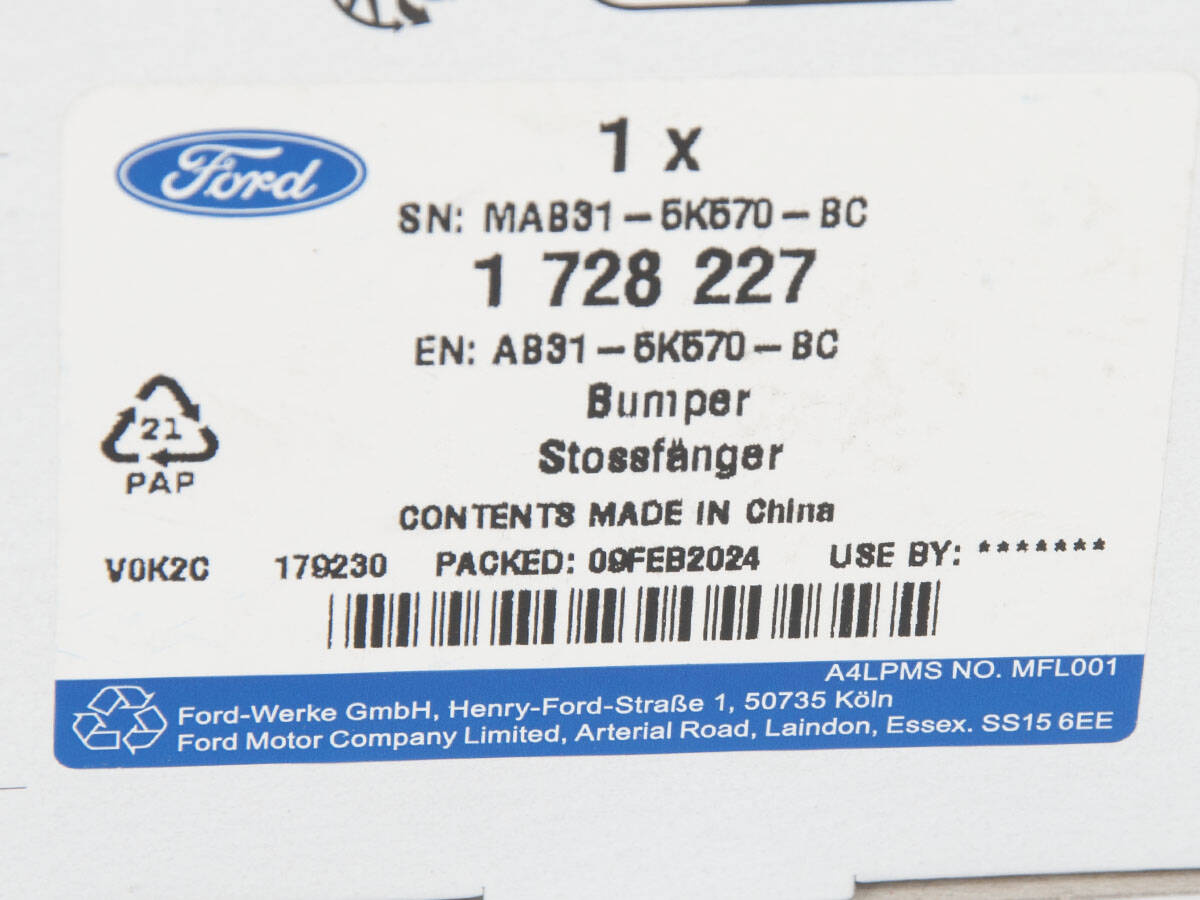 Ford
1 x
SN: MAB31-5K570-BC
1 728 227
EN: AB31-5K570-BC
Bumper
Stossfänger
21
PAP
CONTENTS MADE IN China
V0K2C 179230 PACKED: 09FEB2024 USE BY: *******
A4LPMS NO. MFL001
Ford-Werke GmbH, Henry-Ford-Straße 1, 50735 Köln
Ford Motor Company Limited, Arterial Road, Laindon, Essex. SS15 6EE